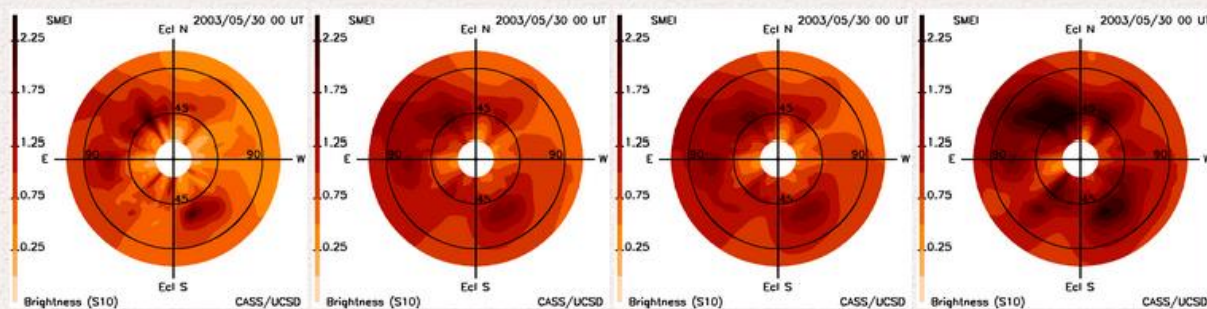 SMEI 2003/05/30 00 UT
Ecl N
2.25
1.75
1.25
0.75
0.25
45
90
90
45
E
W
Ecl S
Brightness (S10) CASS/UCSD
SMEI 2003/05/30 00 UT
Ecl N
2.25
1.75
1.25
0.75
0.25
45
90
90
45
E
W
Ecl S
Brightness (S10) CASS/UCSD
SMEI 2003/05/30 00 UT
Ecl N
2.25
1.75
1.25
0.75
0.25
45
90
90
45
E
W
Ecl S
Brightness (S10) CASS/UCSD
SMEI 2003/05/30 00 UT
Ecl N
2.25
1.75
1.25
0.75
0.25
45
90
90
45
E
W
Ecl S
Brightness (S10) CASS/UCSD